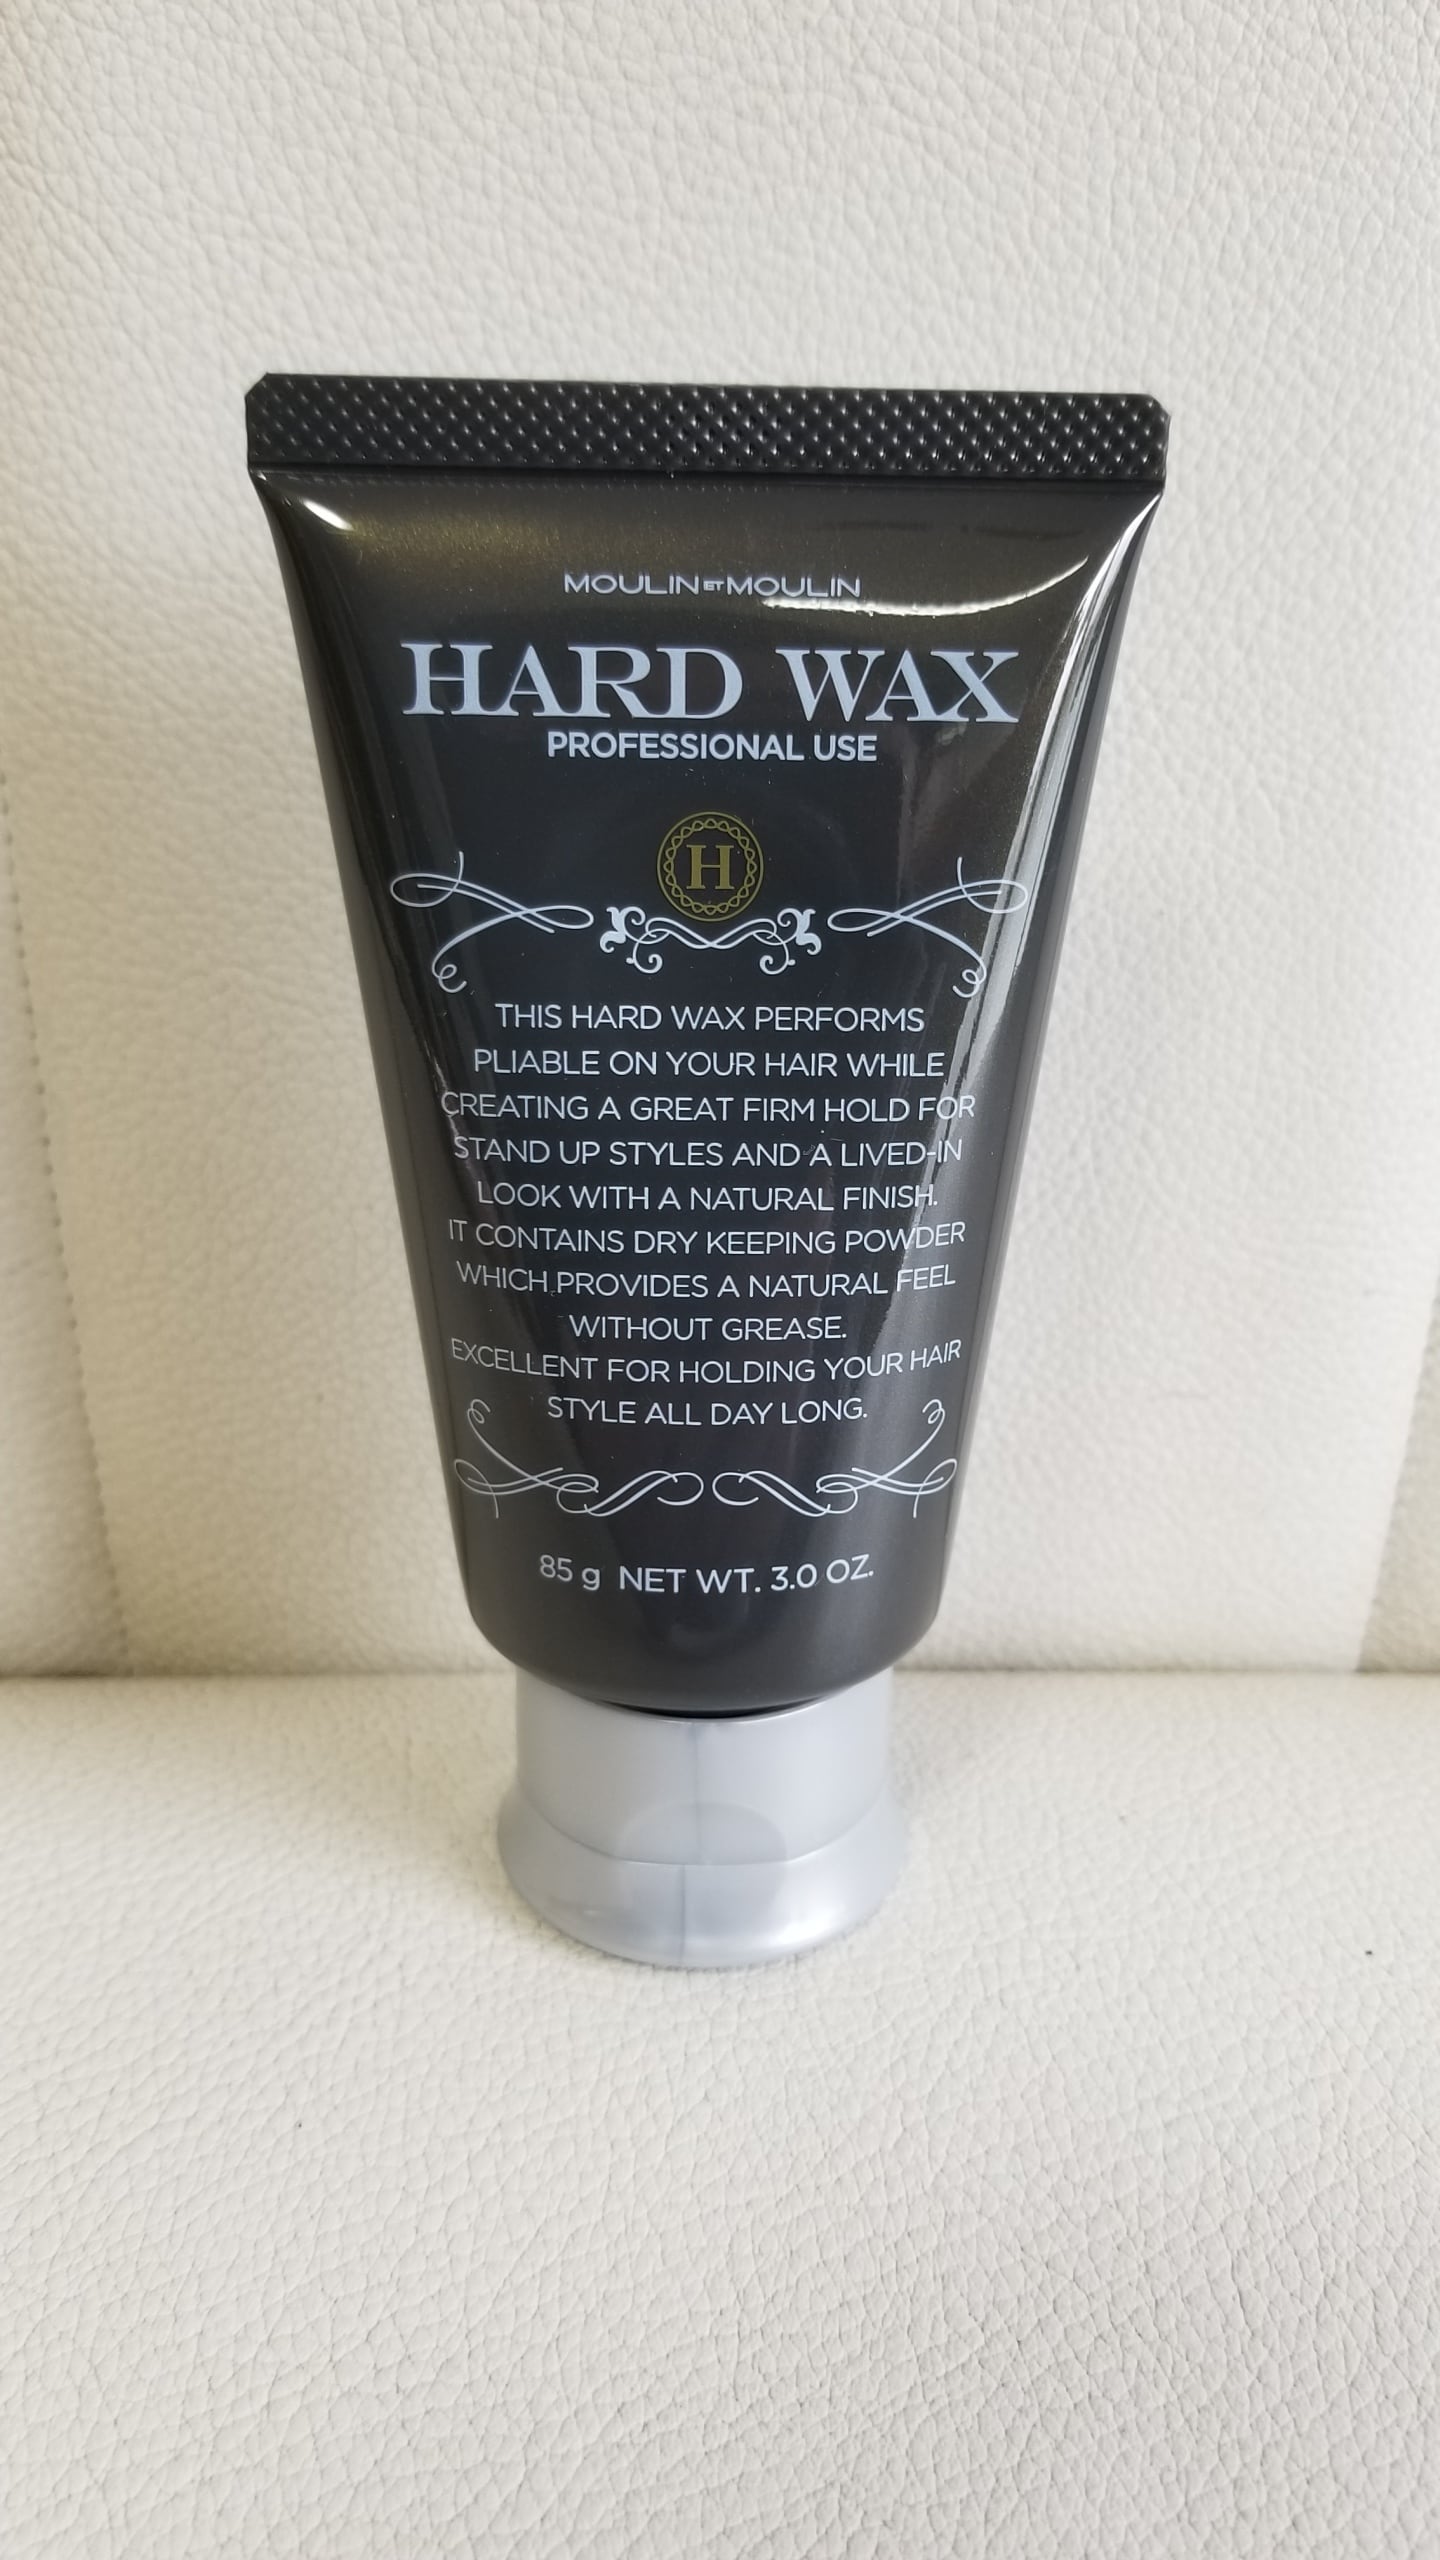 MOULIN ET MOULIN
HARD WAX
PROFESSIONAL USE
H
THIS HARD WAX PERFORMS
PLIABLE ON YOUR HAIR WHILE
CREATING A GREAT FIRM HOLD FOR
STAND UP STYLES AND A LIVED-IN
LOOK WITH A NATURAL FINISH.
IT CONTAINS DRY KEEPING POWDER
WHICH PROVIDES A NATURAL FEEL
WITHOUT GREASE.
EXCELLENT FOR HOLDING YOUR HAIR
STYLE ALL DAY LONG.
85 g NET WT. 3.0 OZ.